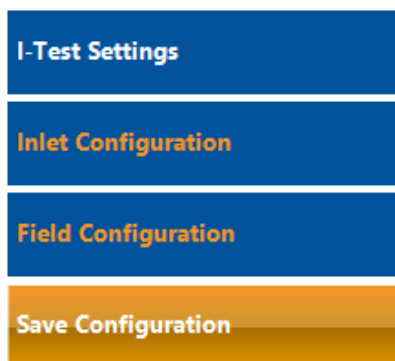 I-Test Settings
Inlet Configuration
Field Configuration
Save Configuration